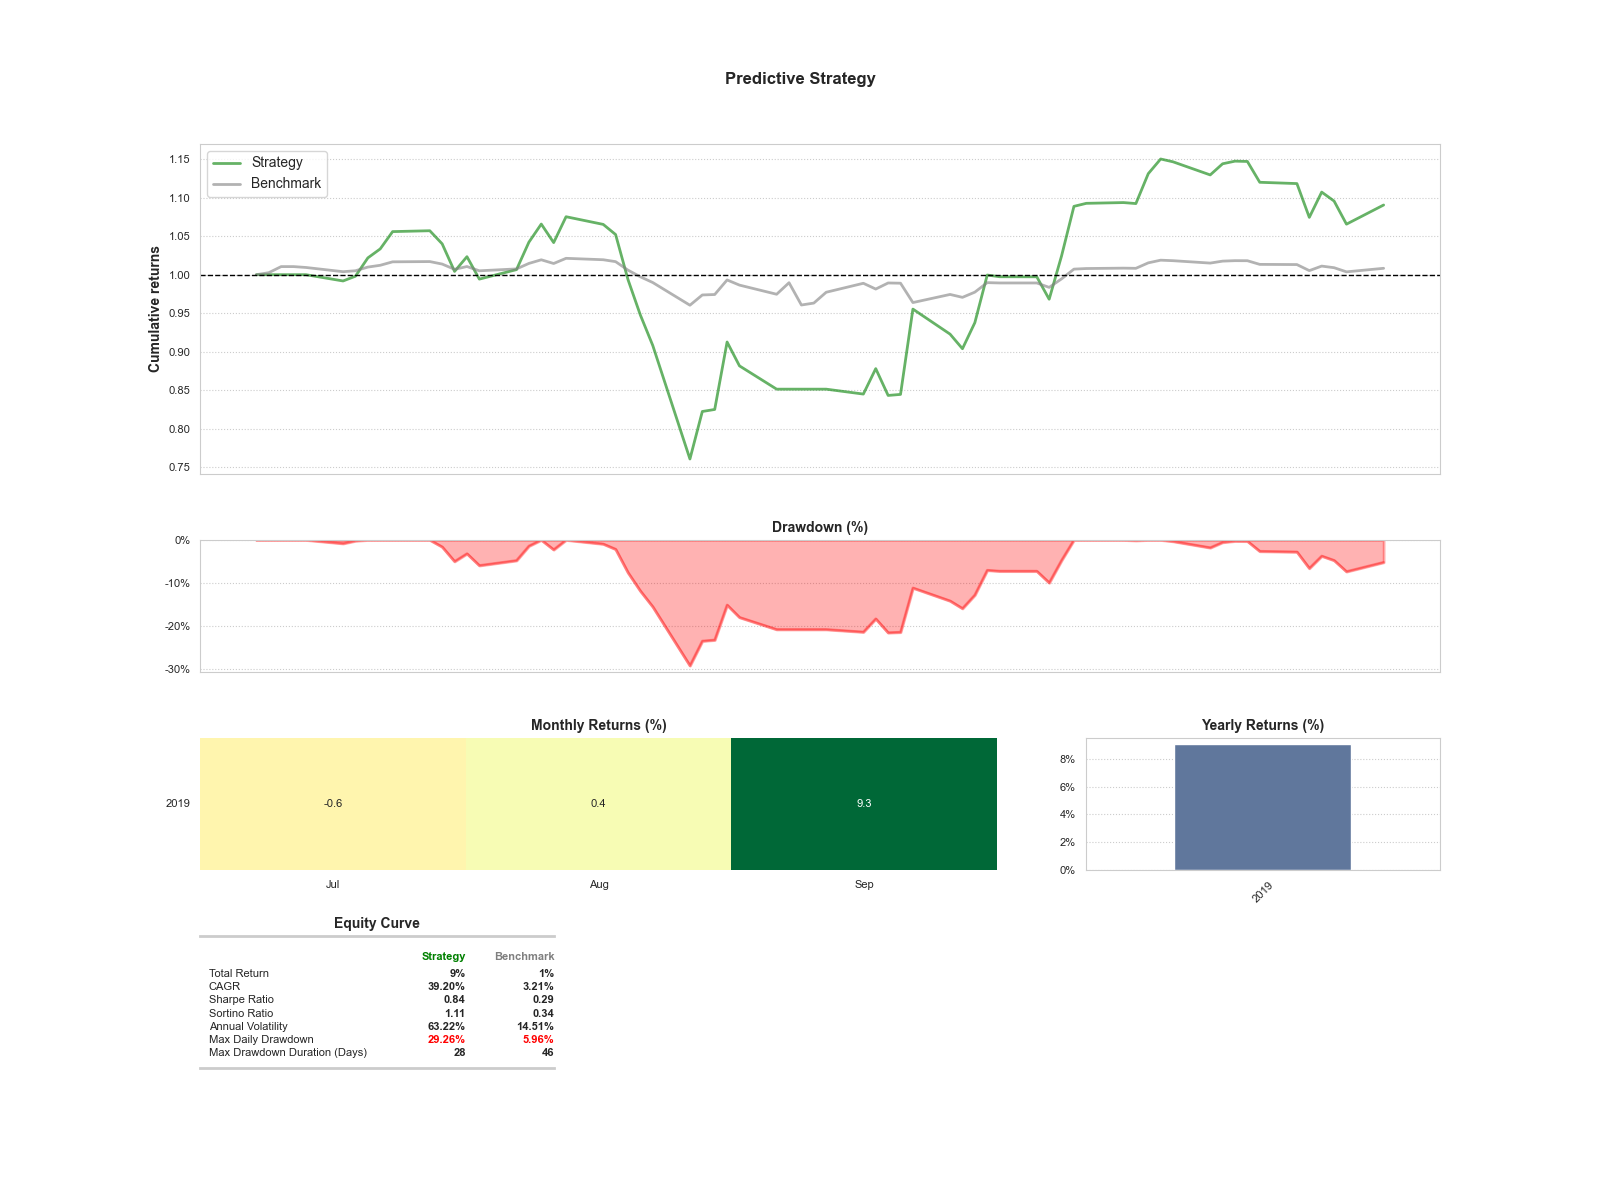 Predictive Strategy
Cumulative returns
1.15
1.10
1.05
1.00
0.95
0.90
0.85
0.80
0.75
Strategy
Benchmark
Drawdown (%)
0%
-10%
-20%
-30%
Monthly Returns (%)
2019
-0.6 0.4 9.3
Jul Aug Sep
Yearly Returns (%)
8%
6%
4%
2%
0%
2019
Equity Curve
Strategy Benchmark
Total Return 9% 1%
CAGR 39.20% 3.21%
Sharpe Ratio 0.84 0.29
Sortino Ratio 1.11 0.34
Annual Volatility 63.22% 14.51%
Max Daily Drawdown 29.26% 5.96%
Max Drawdown Duration (Days) 28 46